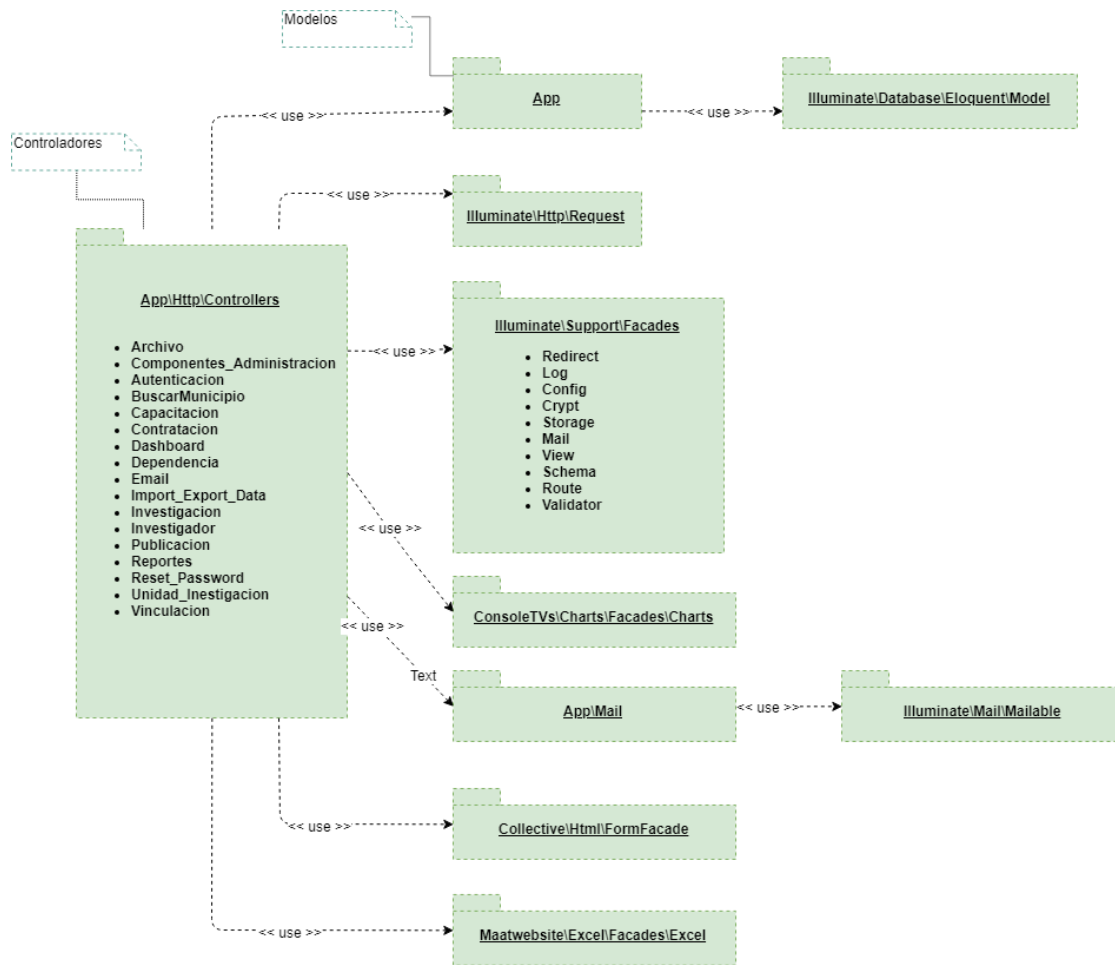 Modelos
App
<< use >>
Illuminate\Database\Eloquent\Model
<< use >>
Controladores
<< use >>
Illuminate\Http\Request
App\Http\Controllers
Archivo
Componentes_Administracion
Autenticacion
BuscarMunicipio
Capacitacion
Contratacion
Dashboard
Dependencia
Email
Import_Export_Data
Investigacion
Investigador
Publicacion
Reportes
Reset_Password
Unidad_Inestigacion
Vinculacion
<< use >>
Illuminate\Support\Facades
Redirect
Log
Config
Crypt
Storage
Mail
View
Schema
Route
Validator
<< use >>
ConsoleTVs\Charts\Facades\Charts
<< use >>
Text
App\Mail
<< use >>
Illuminate\Mail\Mailable
<< use >>
Collective\Html\FormFacade
<< use >>
Maatwebsite\Excel\Facades\Excel